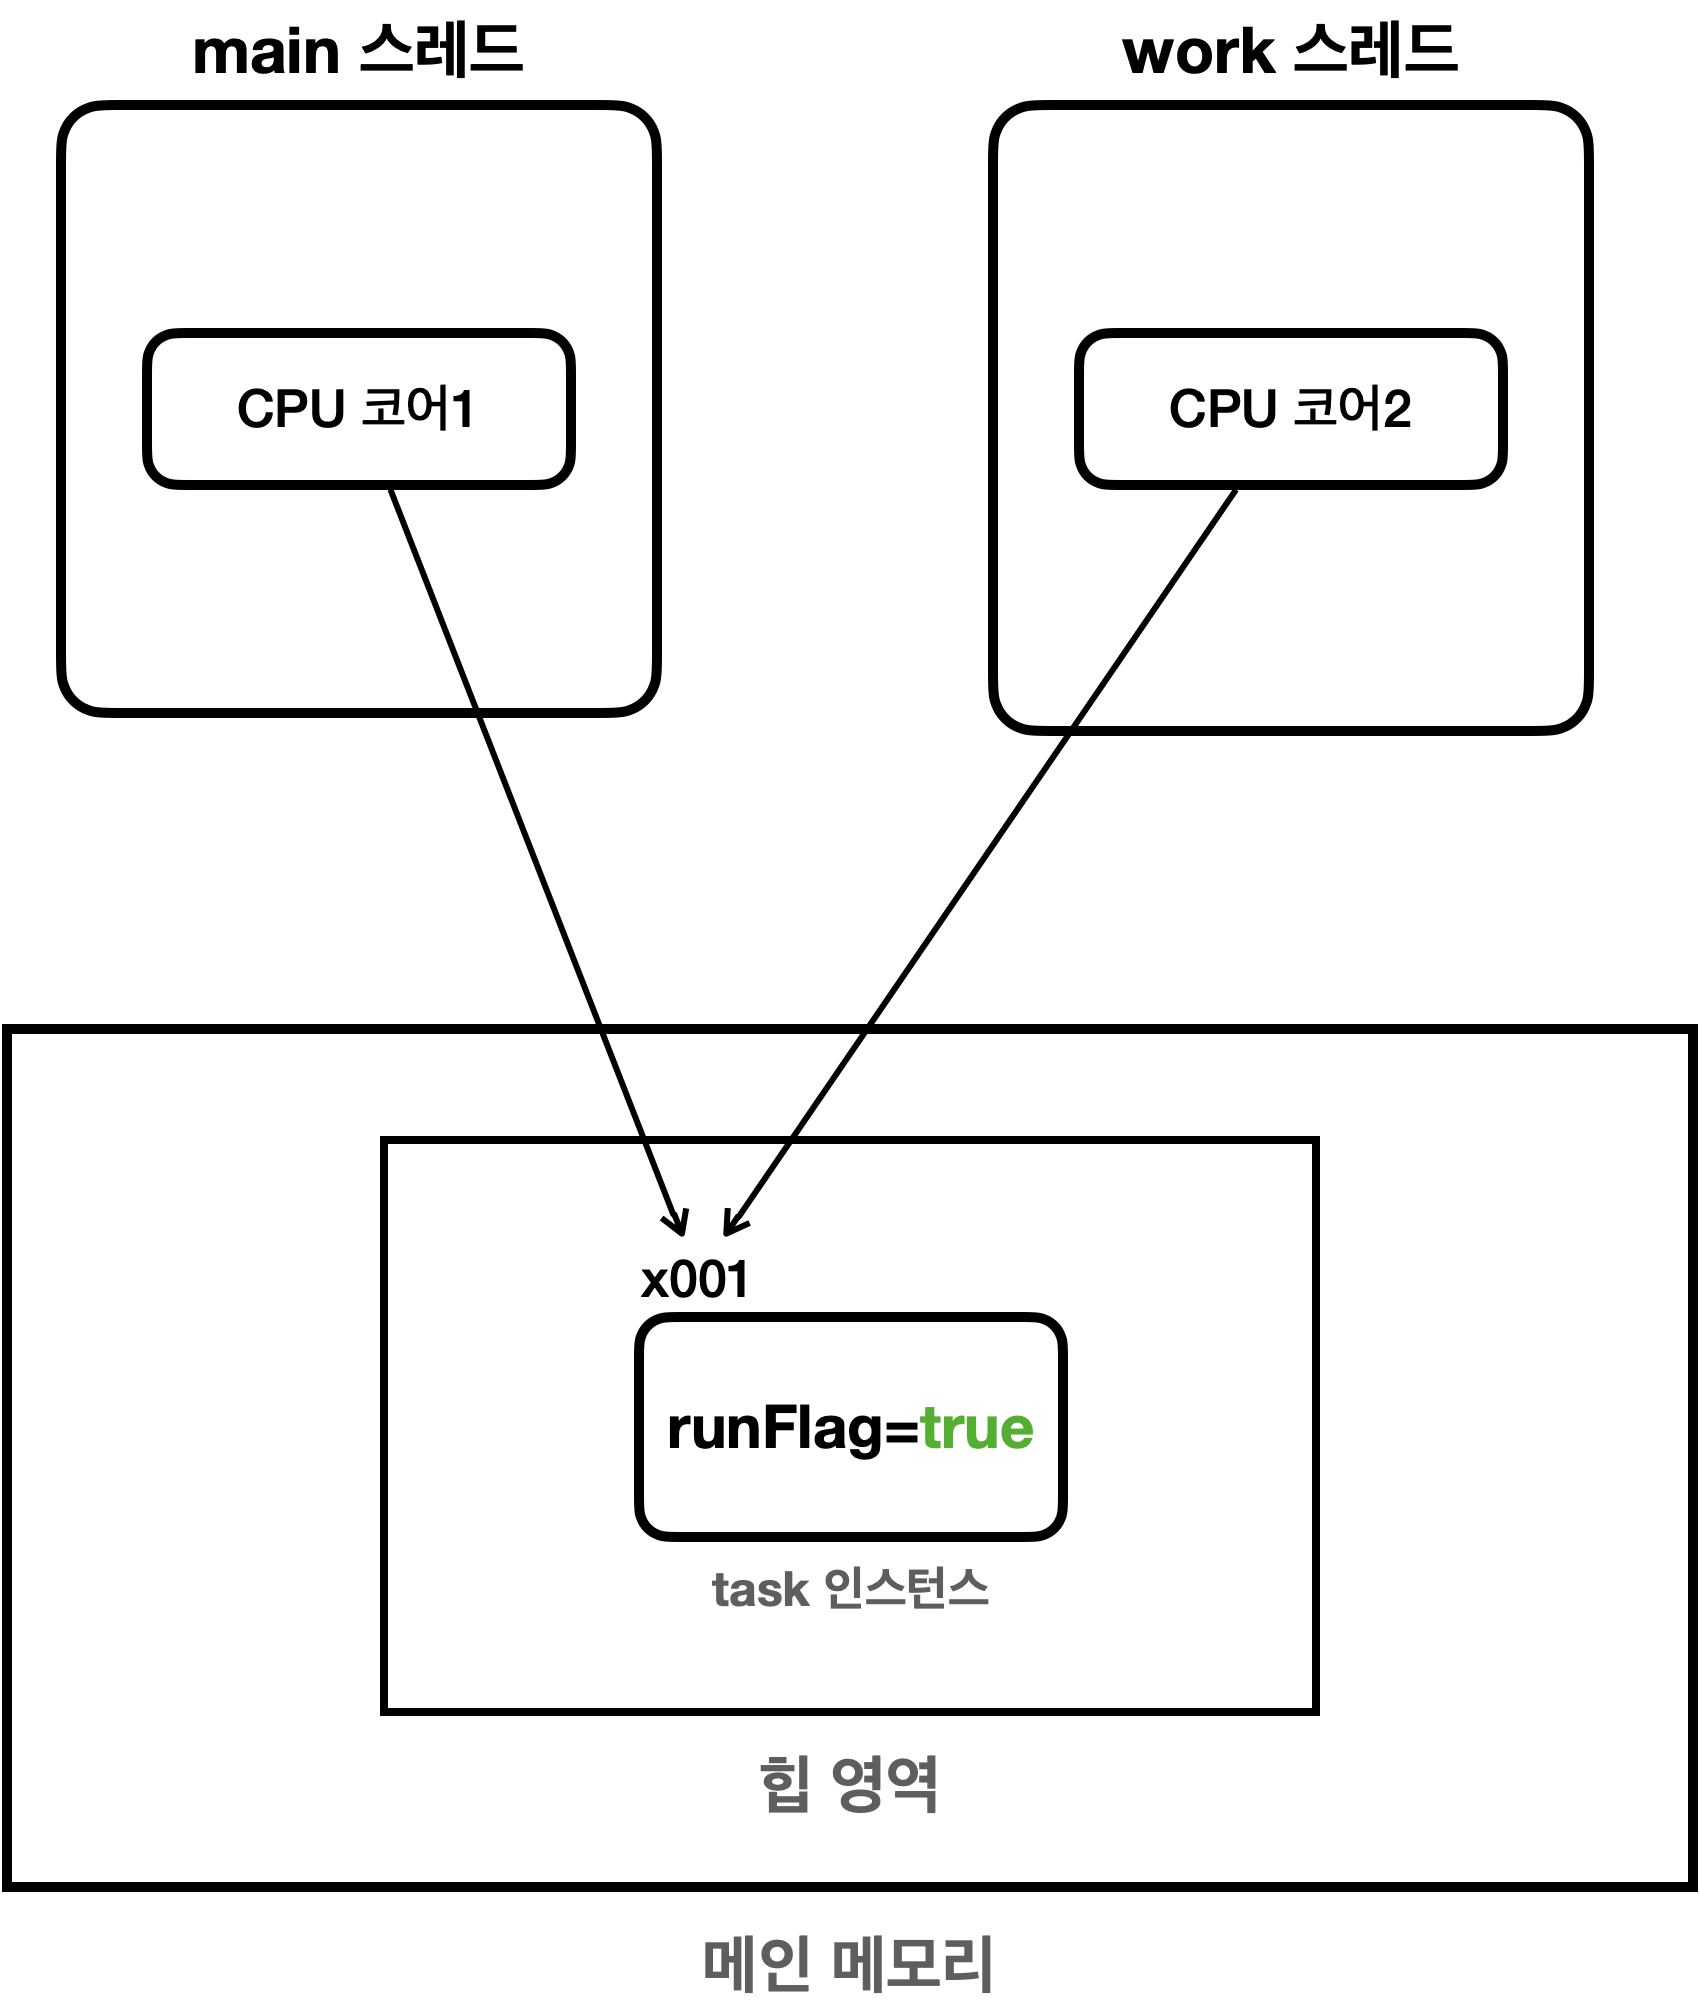 main 스레드
work 스레드
CPU 코어1
CPU 코어2
x001
runFlag=true
task 인스턴스
힙 영역
메인 메모리